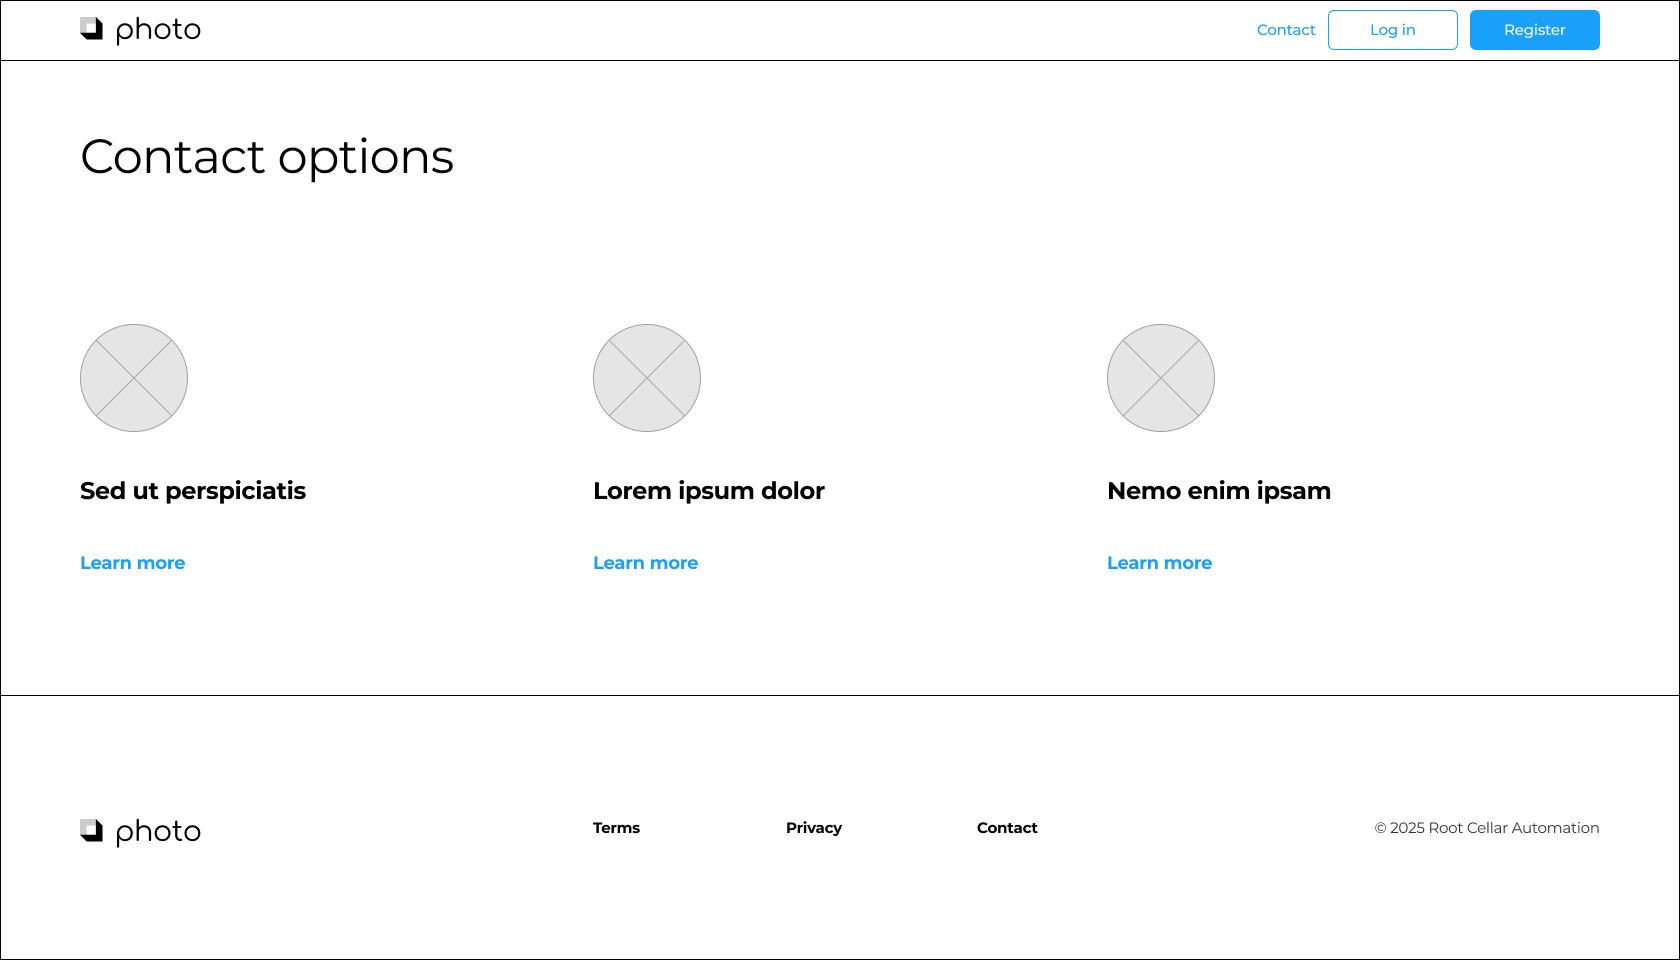 photo
Contact
Log in
Register
Contact options
Sed ut perspiciatis
Learn more
Lorem ipsum dolor
Learn more
Nemo enim ipsam
Learn more
photo
Terms
Privacy
Contact
© 2025 Root Cellar Automation